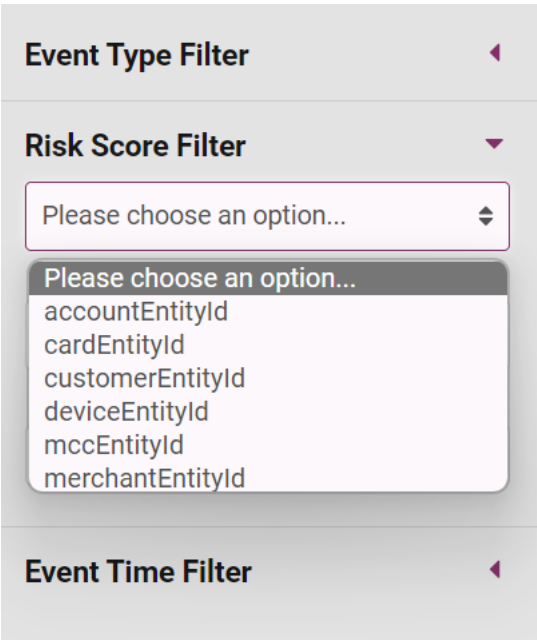 Event Type Filter
Risk Score Filter
Please choose an option...
Please choose an option...
accountEntityId
cardEntityId
customerEntityId
deviceEntityId
mccEntityId
merchantEntityId
Event Time Filter